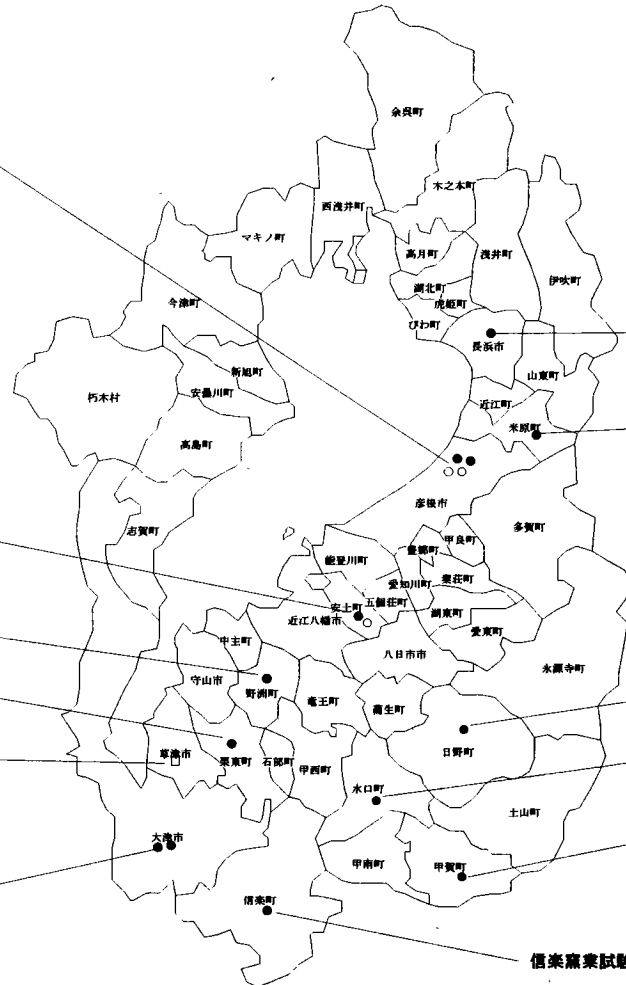 余呉町
木之本町
西浅井町
マキノ町
高月町
浅井町
伊吹町
湖北町
虎姫町
びわ町
今津町
長浜市
新旭町
山東町
朽木村
安曇川町
近江町
米原町
高島町
彦根市
多賀町
志賀町
甲良町
豊郷町
能登川町
秦荘町
愛知川町
安土町
五個荘町
湖東町
近江八幡市
愛東町
中主町
八日市市
永源寺町
守山市
野洲町
竜王町
蒲生町
草津市
栗東町
石部町
甲西町
日野町
水口町
土山町
大津市
甲南町
甲賀町
信楽町
信楽窯業試験